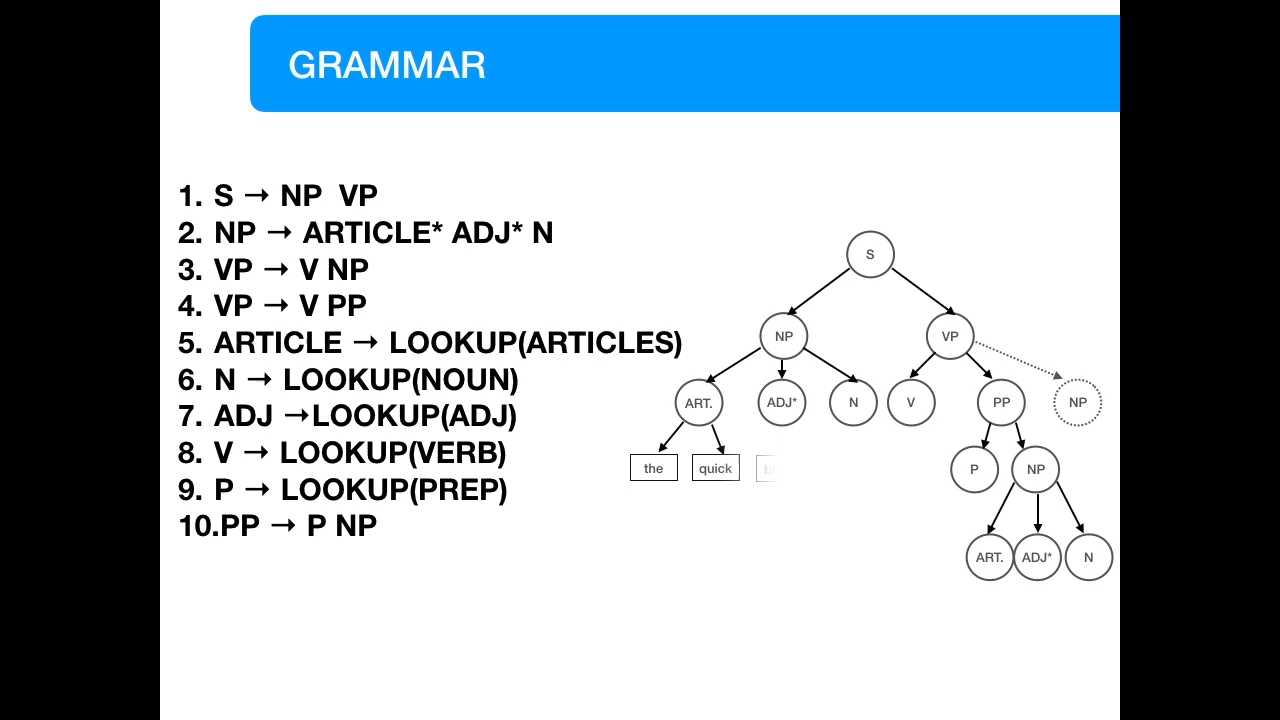 GRAMMAR
1. S → NP VP
2. NP → ARTICLE* ADJ* N
3. VP → V NP
4. VP → V PP
5. ARTICLE → LOOKUP(ARTICLES)
6. N → LOOKUP(NOUN)
7. ADJ →LOOKUP(ADJ)
8. V → LOOKUP(VERB)
9. P → LOOKUP(PREP)
10.PP → P NP
S
NP VP
ART. ADJ* N V PP NP
the quick P NP
ART. ADJ* N